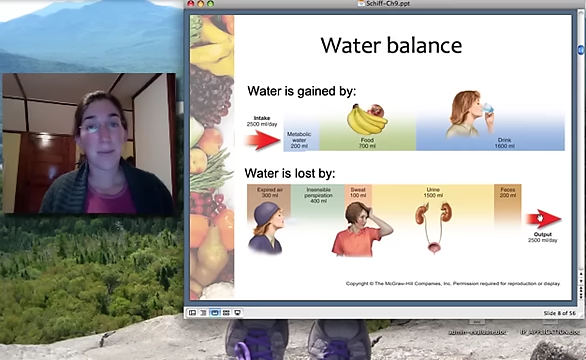 Schiff-Ch9.ppt
Water balance
Water is gained by:
Intake
2500 ml/day
Metabolic
water
200 ml
Food
700 ml
Drink
1600 ml
Water is lost by:
Expired air
300 ml
Insensible
perspiration
400 ml
Sweat
100 ml
Urine
1500 ml
Feces
200 ml
Output
2500 ml/day
Copyright © The McGraw-Hill Companies, Inc. Permission required for reproduction or display.
Slide 8 of 56